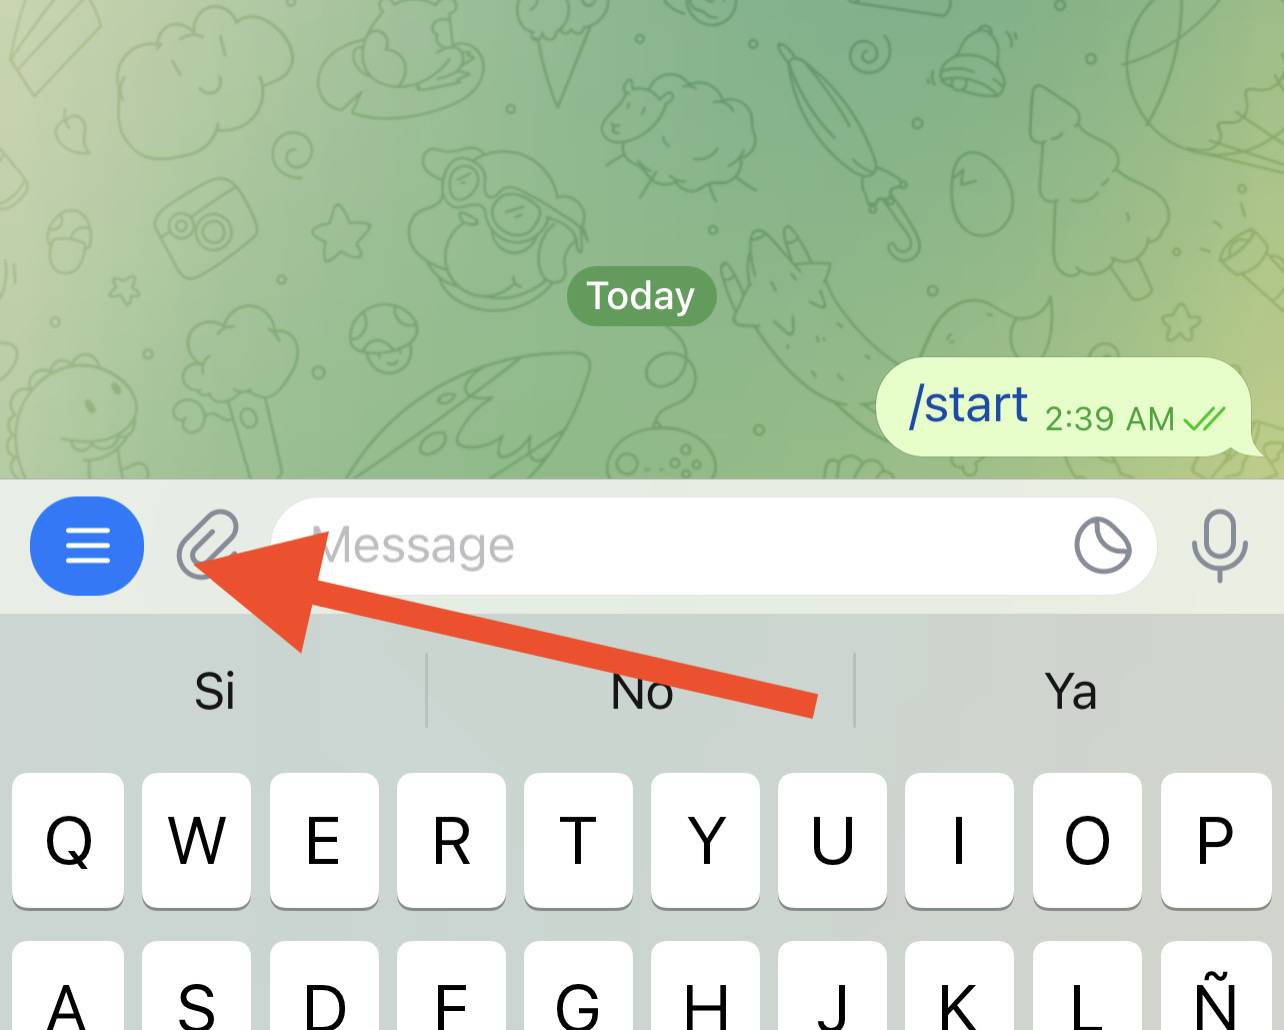 Today
/start 2:39 AM
Message
Si No Ya
Q W E R T Y U I O P
A S D F G H J K L Ñ